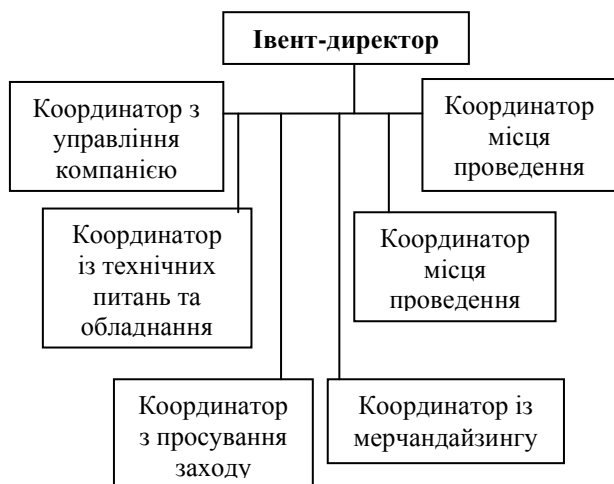 Івент-директор
Координатор з
управління
компанією
Координатор
місця
проведення
Координатор
із технічних
питань та
обладнання
Координатор
місця
проведення
Координатор
з просування
заходу
Координатор із
мерчандайзингу